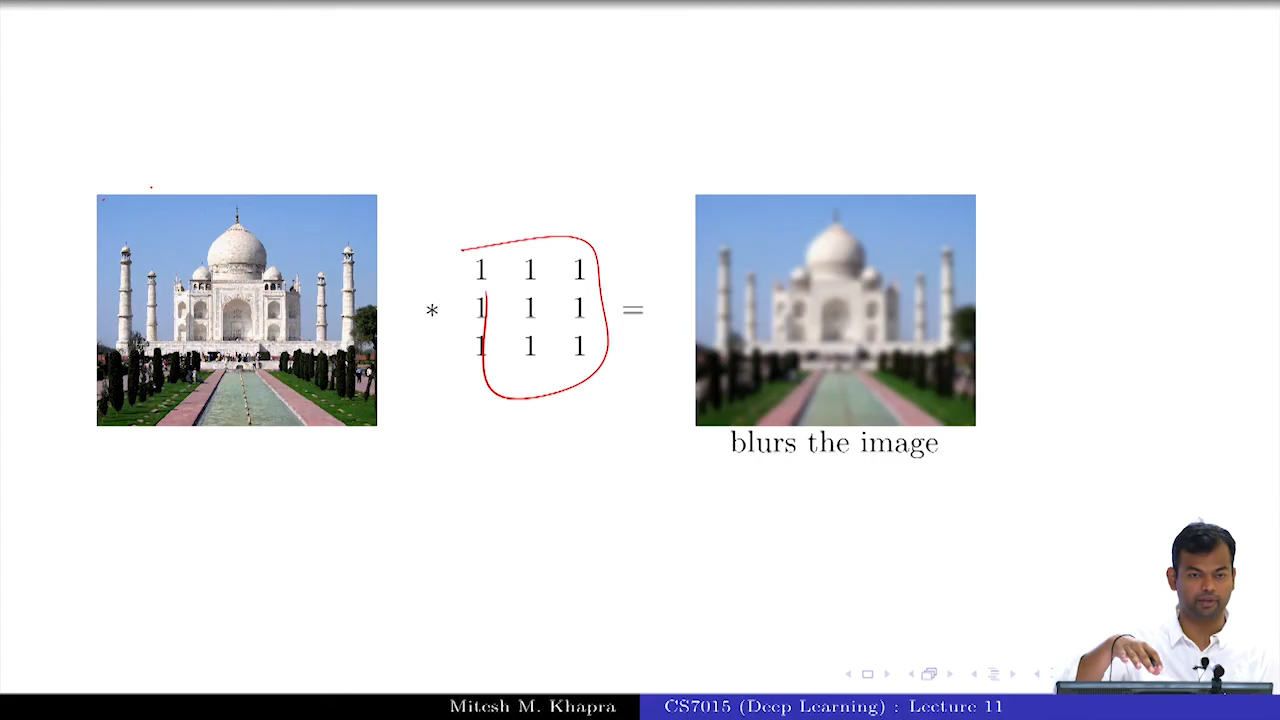 1 1 1
* 1 1 1 =
1 1 1
blurs the image
Mitesh M. Khapra CS7015 (Deep Learning) : Lecture 11